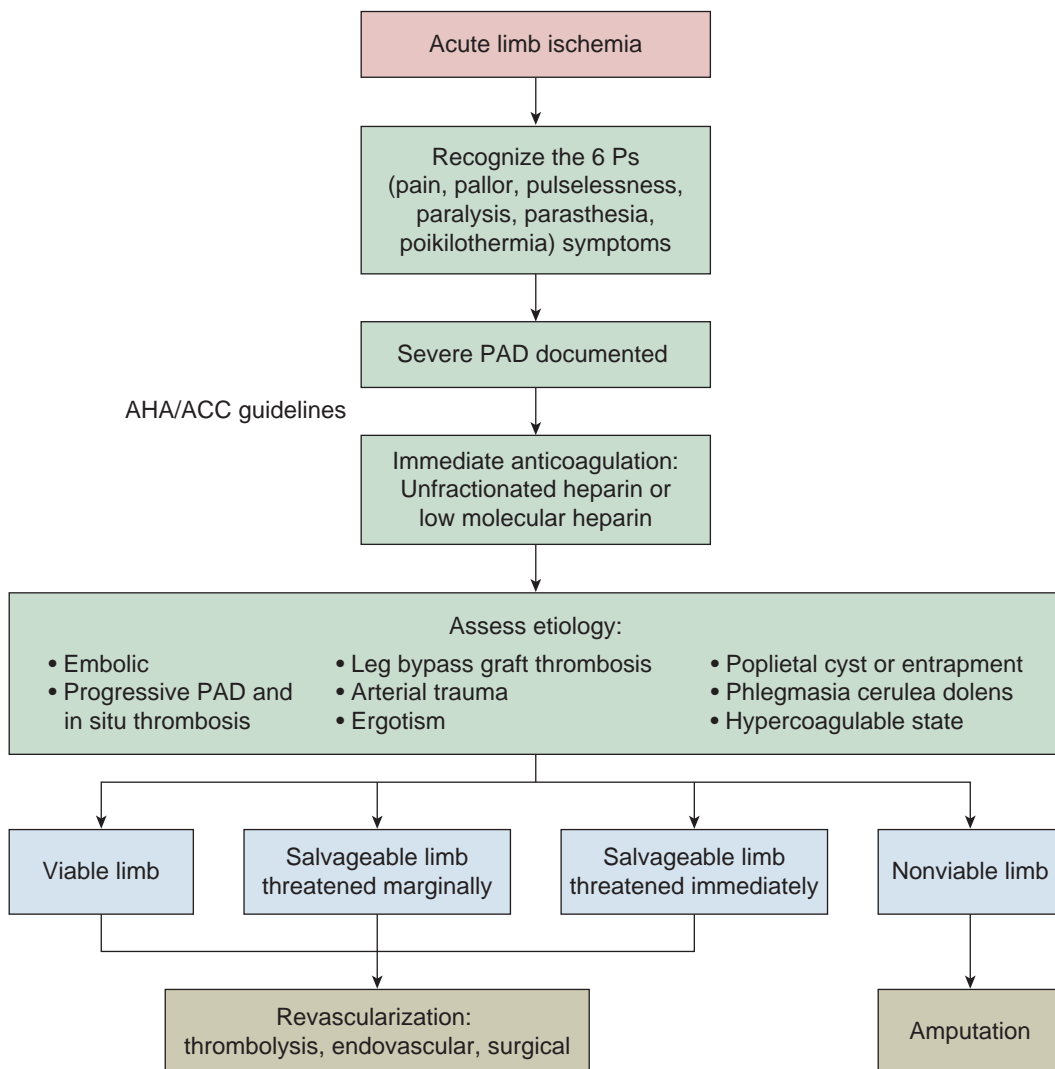 Acute limb ischemia
Recognize the 6 Ps
(pain, pallor, pulselessness,
paralysis, parasthesia,
poikilothermia) symptoms
Severe PAD documented
AHA/ACC guidelines
Immediate anticoagulation:
Unfractionated heparin or
low molecular heparin
Assess etiology:
• Embolic
• Progressive PAD and
in situ thrombosis
• Leg bypass graft thrombosis
• Arterial trauma
• Ergotism
• Poplietal cyst or entrapment
• Phlegmasia cerulea dolens
• Hypercoagulable state
Viable limb
Salvageable limb
threatened marginally
Salvageable limb
threatened immediately
Nonviable limb
Revascularization:
thrombolysis, endovascular, surgical
Amputation